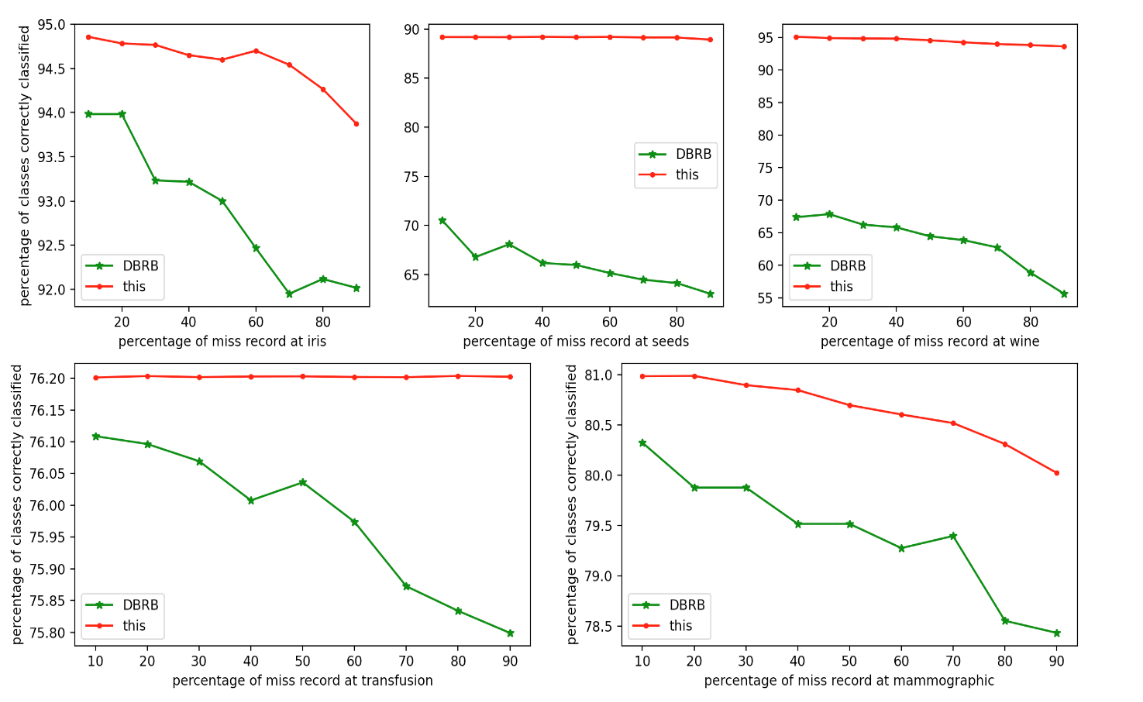 percentage of classes correctly classified
95.0
94.5
94.0
93.5
93.0
92.5
92.0
DBRB
this
20 40 60 80
percentage of miss record at iris
90
85
80
75
70
65
DBRB
this
20 40 60 80
percentage of miss record at seeds
95
90
85
80
75
70
65
60
55
DBRB
this
20 40 60 80
percentage of miss record at wine
percentage of classes correctly classified
76.20
76.15
76.10
76.05
76.00
75.95
75.90
75.85
75.80
DBRB
this
10 20 30 40 50 60 70 80 90
percentage of miss record at transfusion
percentage of classes correctly classified
81.0
80.5
80.0
79.5
79.0
78.5
DBRB
this
10 20 30 40 50 60 70 80 90
percentage of miss record at mammographic